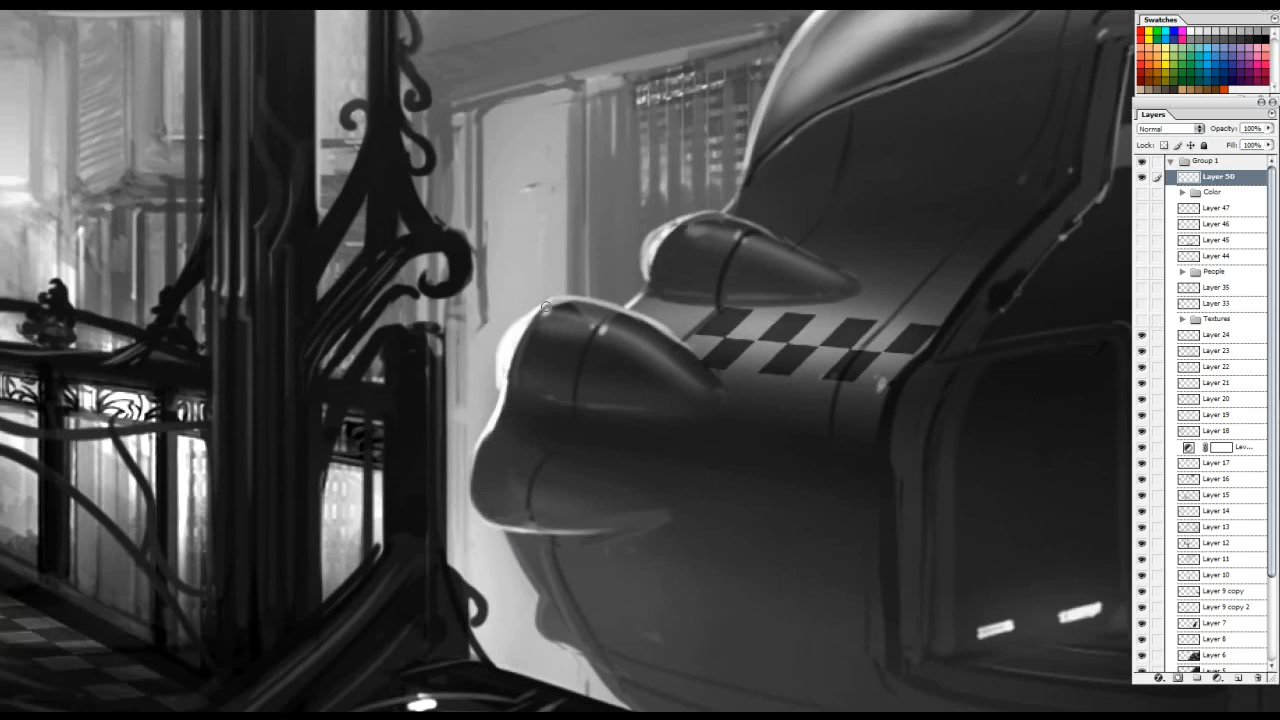 Swatches
Layers
Normal
Opacity: 100%
Lock:
Fill: 100%
Group 1
Layer 50
Color
Layer 47
Layer 46
Layer 45
Layer 44
People
Layer 35
Layer 33
Textures
Layer 24
Layer 23
Layer 22
Layer 21
Layer 20
Layer 19
Layer 18
Lev...
Layer 17
Layer 16
Layer 15
Layer 14
Layer 13
Layer 12
Layer 11
Layer 10
Layer 9 copy
Layer 9 copy 2
Layer 7
Layer 8
Layer 6
Layer 5